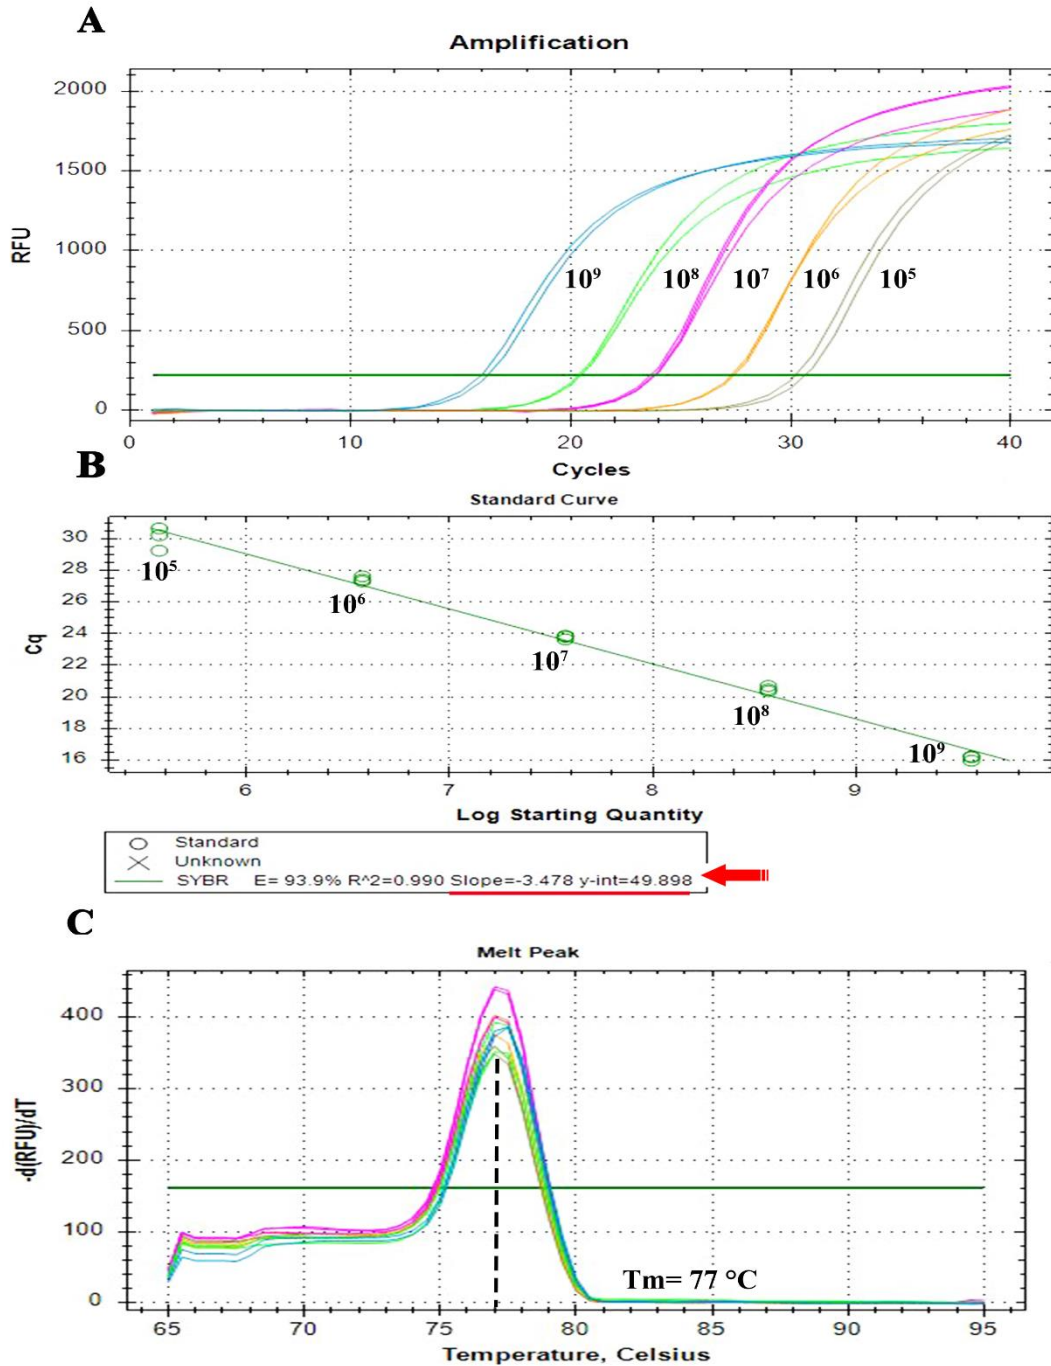 A
Amplification
RFU
2000
1500
1000
500
0
10⁹
10⁸
10⁷
10⁶
10⁵
0 10 20 30 40
Cycles
B
Standard Curve
Cq
30
28
26
24
22
20
18
16
10⁵
10⁶
10⁷
10⁸
10⁹
6 7 8 9
Log Starting Quantity
Standard
Unknown
SYBR E= 93.9% R^2=0.990 Slope=-3.478 y-int=49.898
C
Melt Peak
-d(RFU)/dT
400
300
200
100
0
Tm= 77 °C
65 70 75 80 85 90 95
Temperature, Celsius